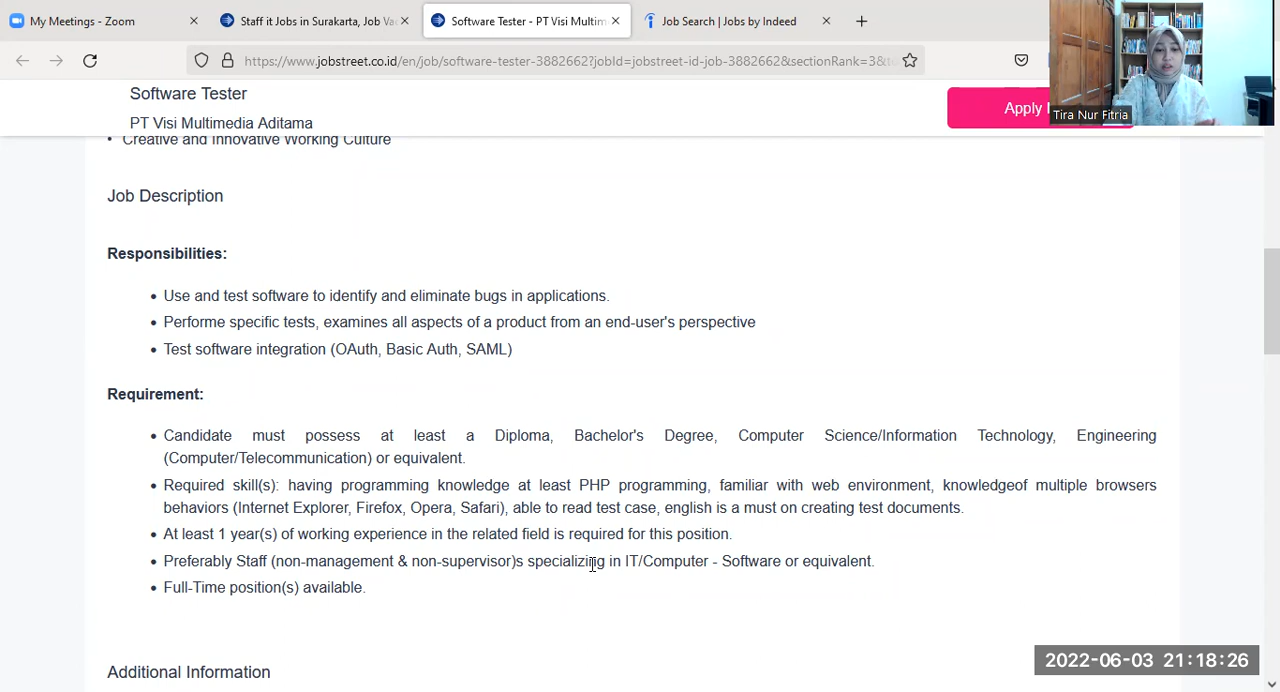 My Meetings - Zoom
Staff it Jobs in Surakarta, Job Va
Software Tester - PT Visi Multim
Job Search | Jobs by Indeed
https://www.jobstreet.co.id/en/job/software-tester-3882662?jobId=jobstreet-id-job-3882662&sectionRank=3&
Software Tester
PT Visi Multimedia Aditama
Apply
Tira Nur Fitria
• Creative and Innovative Working Culture
Job Description
Responsibilities:
• Use and test software to identify and eliminate bugs in applications.
• Performe specific tests, examines all aspects of a product from an end-user's perspective
• Test software integration (OAuth, Basic Auth, SAML)
Requirement:
• Candidate must possess at least a Diploma, Bachelor's Degree, Computer Science/Information Technology, Engineering
(Computer/Telecommunication) or equivalent.
• Required skill(s): having programming knowledge at least PHP programming, familiar with web environment, knowledgeof multiple browsers
behaviors (Internet Explorer, Firefox, Opera, Safari), able to read test case, english is a must on creating test documents.
• At least 1 year(s) of working experience in the related field is required for this position.
• Preferably Staff (non-management & non-supervisor)s specializing in IT/Computer - Software or equivalent.
• Full-Time position(s) available.
Additional Information
2022-06-03 21:18:26